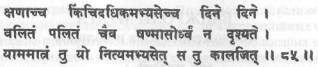 क्षणाच्च किंचिदधिकमभ्यसेच्च दिने दिने ।
वलितं पलितं चैव षण्मासोर्ध्वं न दृश्यते ।
याममात्रं तु यो नित्यमभ्यसेत् स तु कालजित् ॥ ८५ ॥